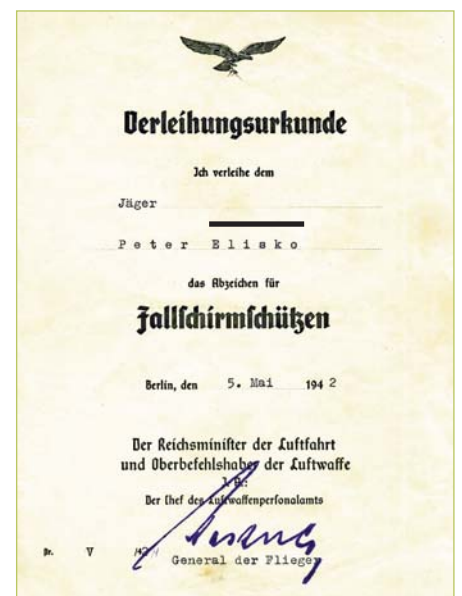 Verleihungsurkunde
Ich verleihe dem
Jäger
Peter Elisko
das Abzeichen für
Fallschirmschützen
Berlin, den 5. Mai 1942
Der Reichsminister der Luftfahrt
und Oberbefehlshaber der Luftwaffe
Der Chef des Luftwaffenpersonalamts
General der Flieger
Nr. V